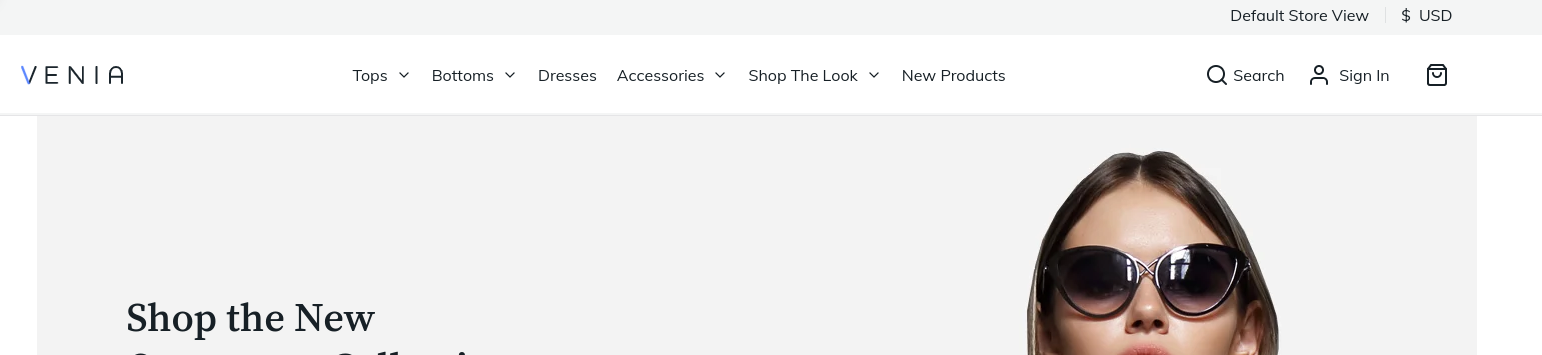 Default Store View $ USD
VENIA Tops Bottoms Dresses Accessories Shop The Look New Products Search Sign In
Shop the New